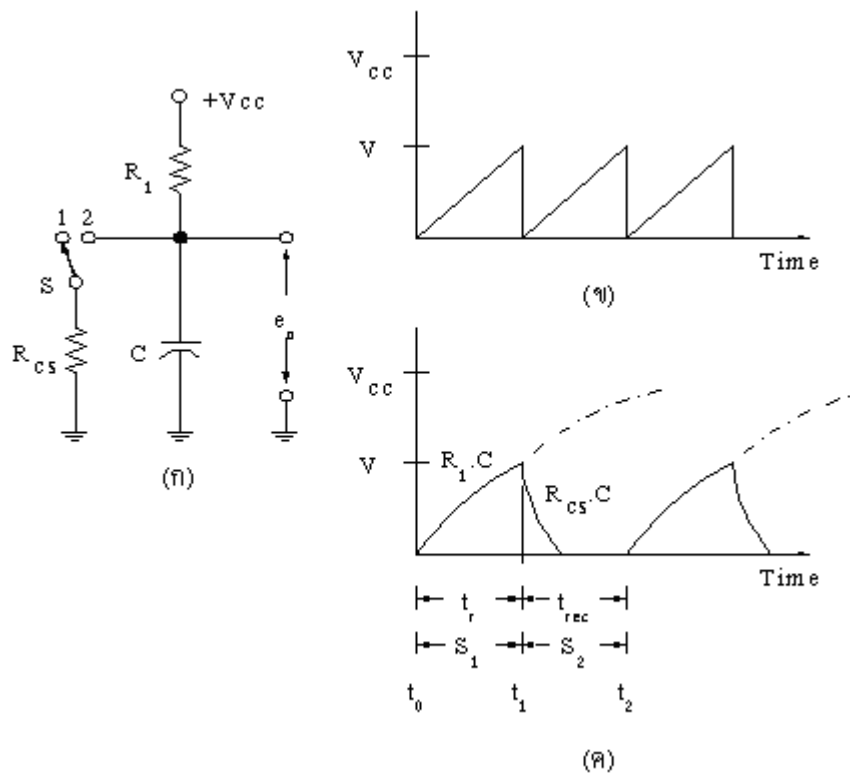 +Vcc
R1
1 2
S
Rcs
C
eo
(ก)
Vcc
V
Time
(ข)
Vcc
V
R1.C
Rcs.C
Time
tr
trec
S1
S2
t0
t1
t2
(ค)